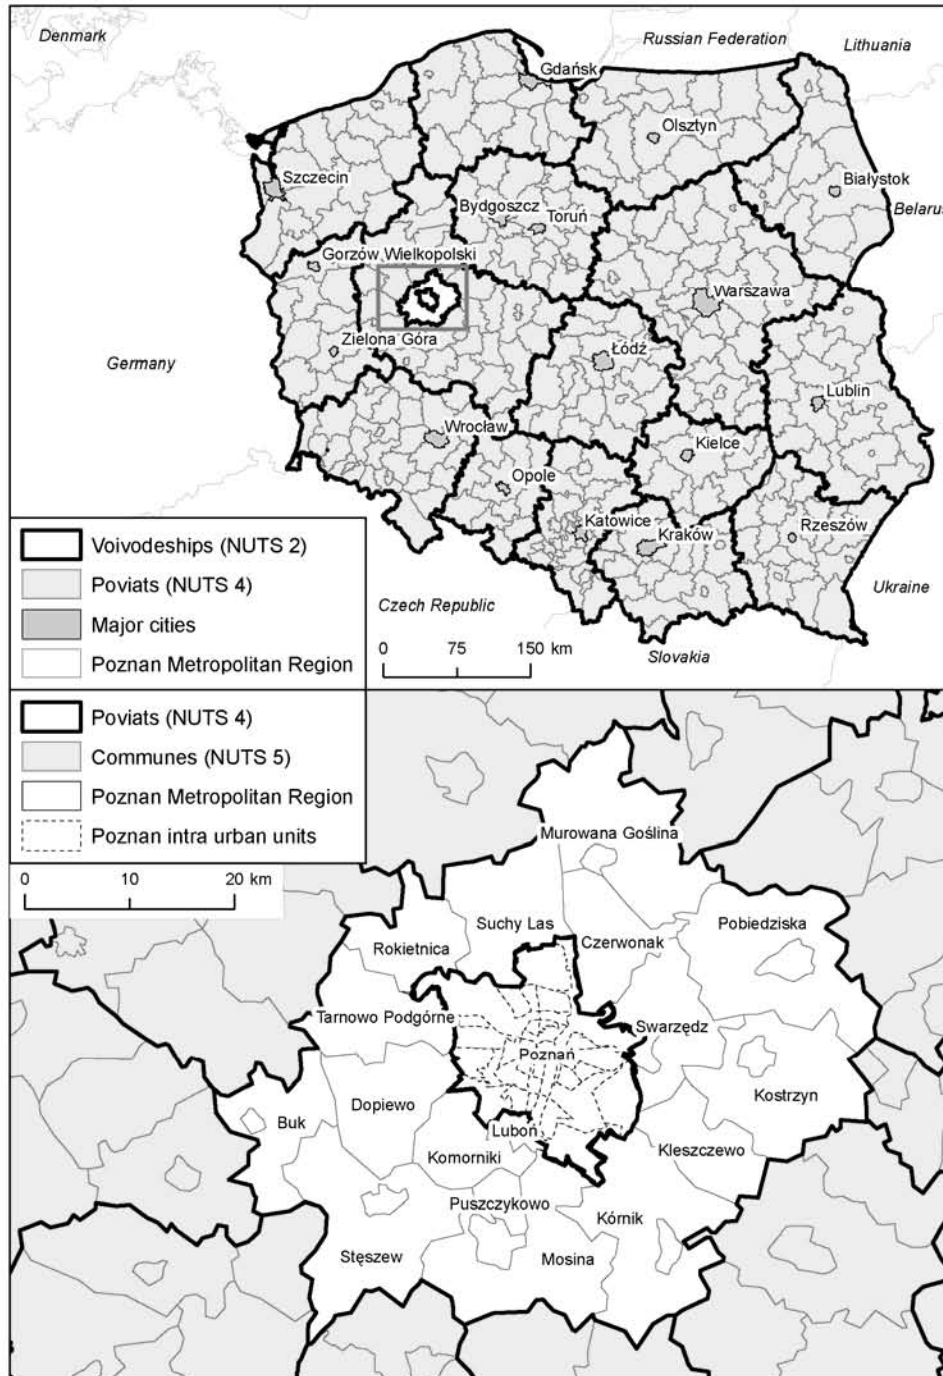 Denmark
Russian Federation
Lithuania
Gdańsk
Olsztyn
Szczecin
Białystok
Bydgoszcz
Toruń
Belarus
Gorzów Wielkopolski
Warszawa
Zielona Góra
Łódź
Germany
Lublin
Wrocław
Kielce
Opole
Katowice
Kraków
Rzeszów
Voivodeships (NUTS 2)
Poviats (NUTS 4)
Major cities
Poznan Metropolitan Region
Czech Republic
Ukraine
Slovakia
0 75 150 km
Poviats (NUTS 4)
Communes (NUTS 5)
Poznan Metropolitan Region
Poznan intra urban units
0 10 20 km
Murowana Goślina
Suchy Las
Pobiedziska
Rokietnica
Czerwonak
Tarnowo Podgórne
Swarzędz
Poznań
Kostrzyn
Dopiewo
Buk
Luboń
Komorniki
Kleszczewo
Puszczykowo
Kórnik
Stęszew
Mosina